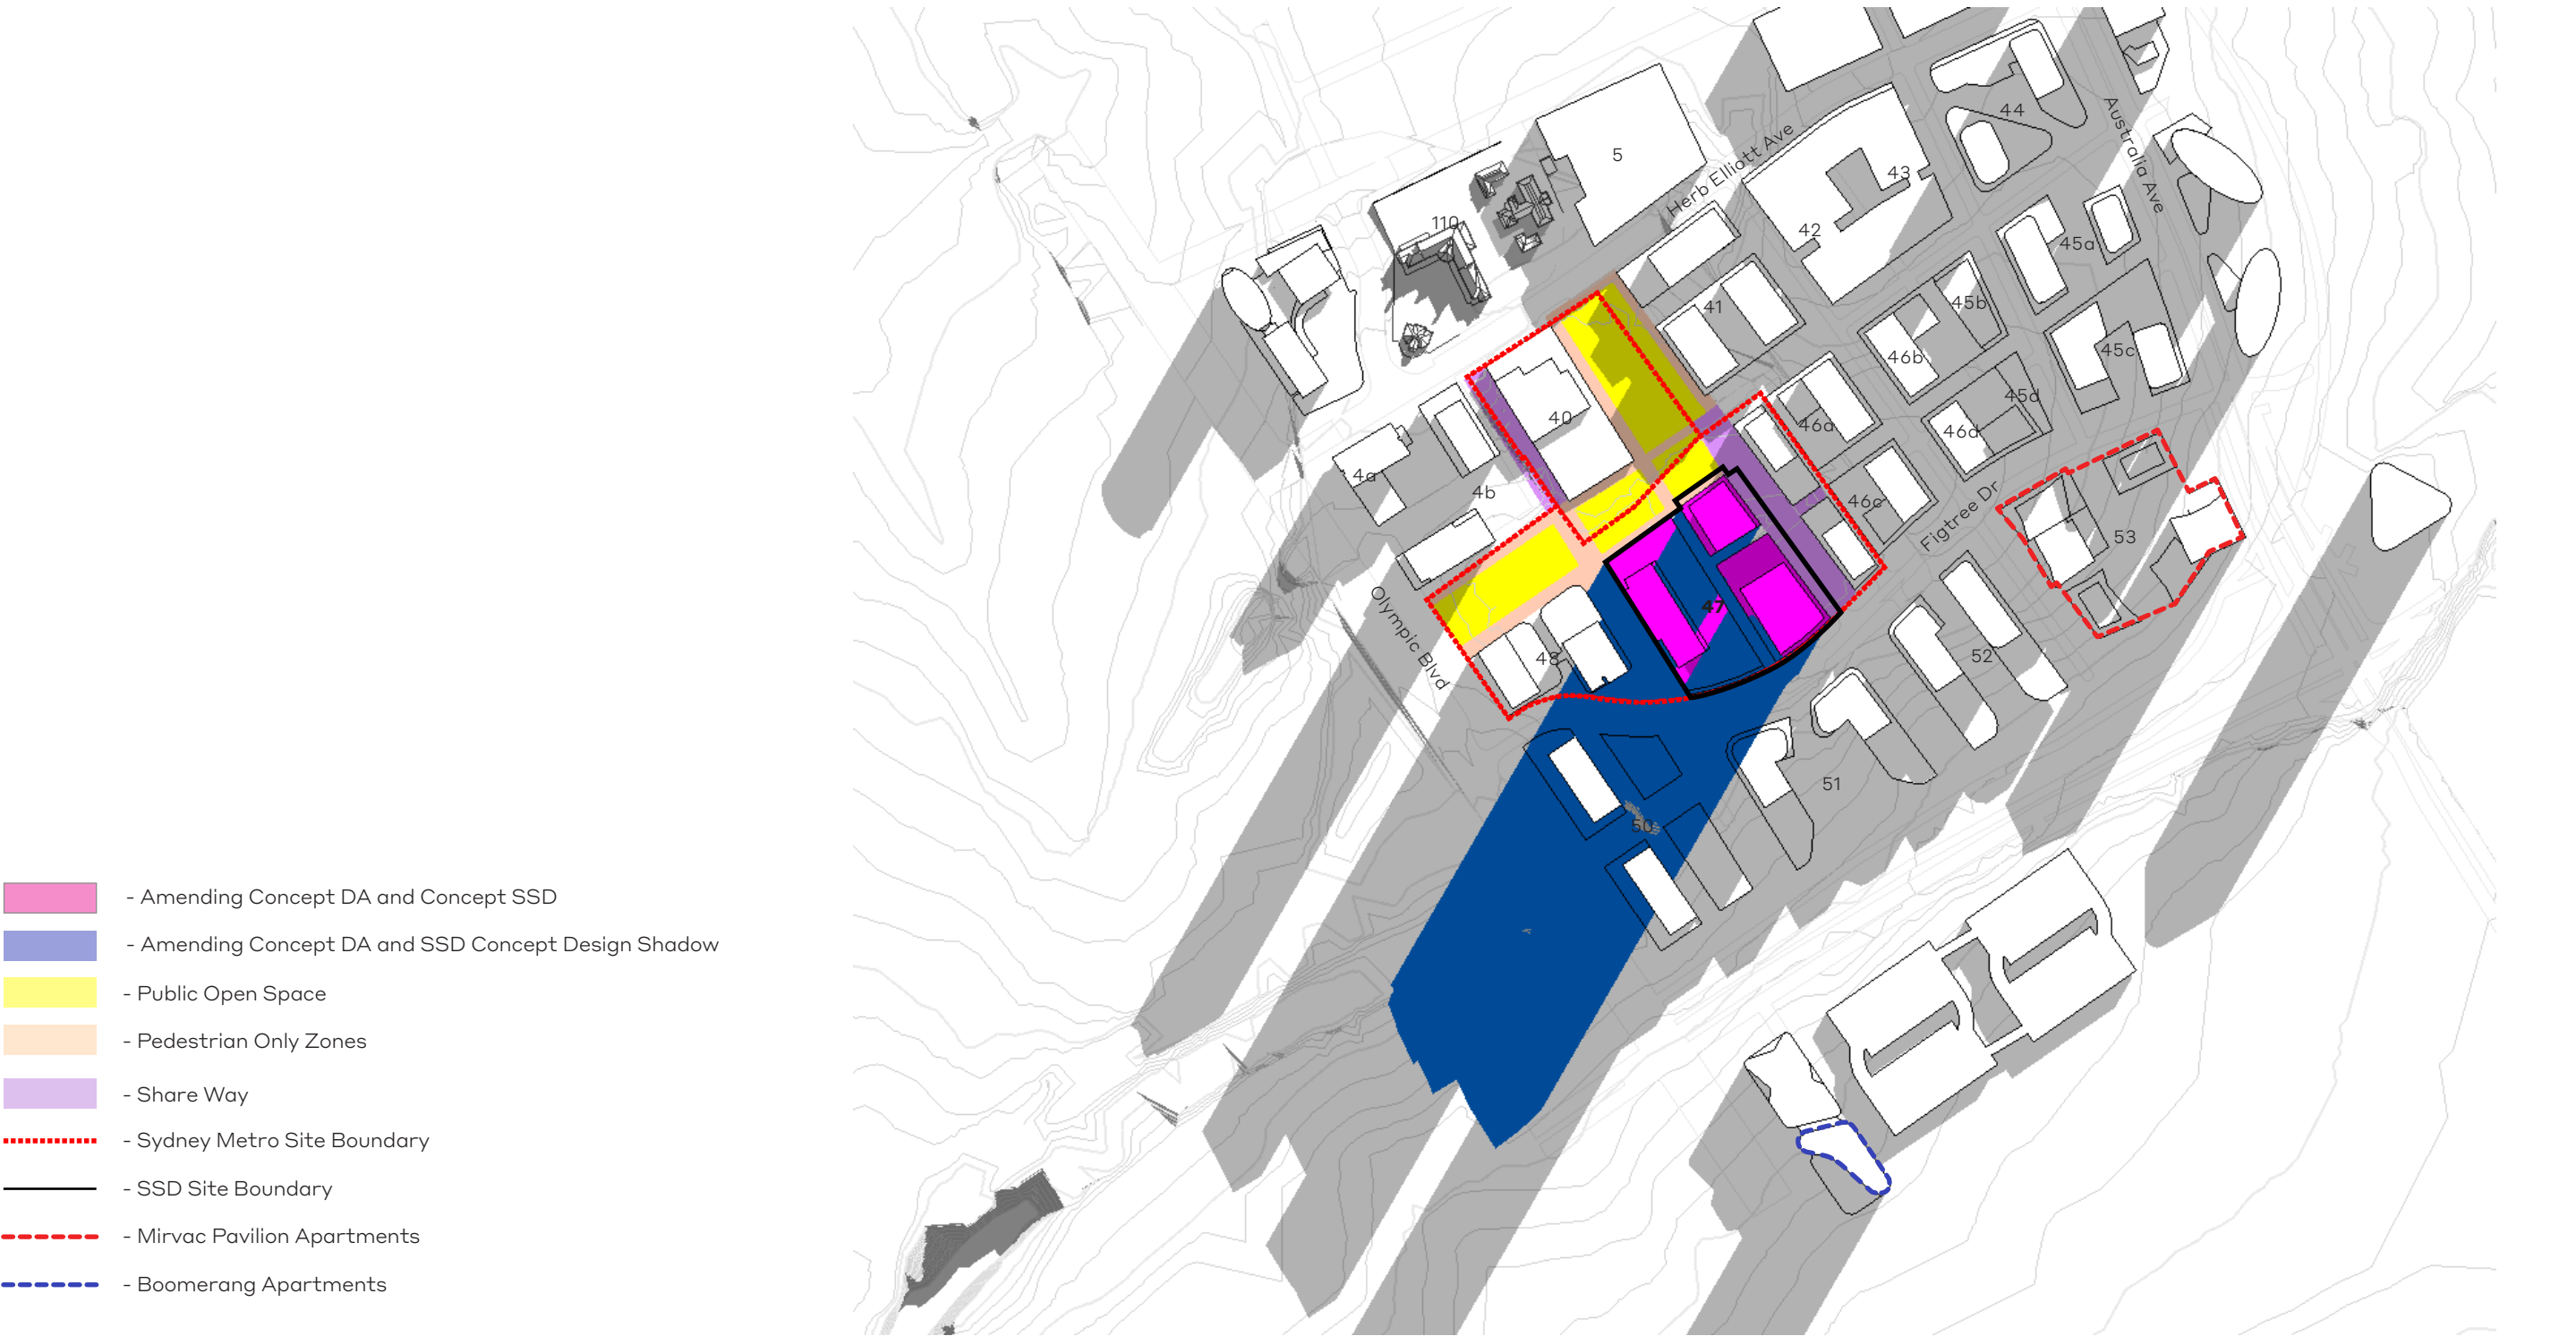 - Amending Concept DA and Concept SSD
- Amending Concept DA and SSD Concept Design Shadow
- Public Open Space
- Pedestrian Only Zones
- Share Way
- Sydney Metro Site Boundary
- SSD Site Boundary
- Mirvac Pavilion Apartments
- Boomerang Apartments
44
Australia Ave
5
Herb Elliott Ave
43
110
42
45a
41
45b
46b
45c
45d
40
46a
46d
4a
4b
46c
Figtree Dr
53
Olympic Blvd
47
48
52
51
50